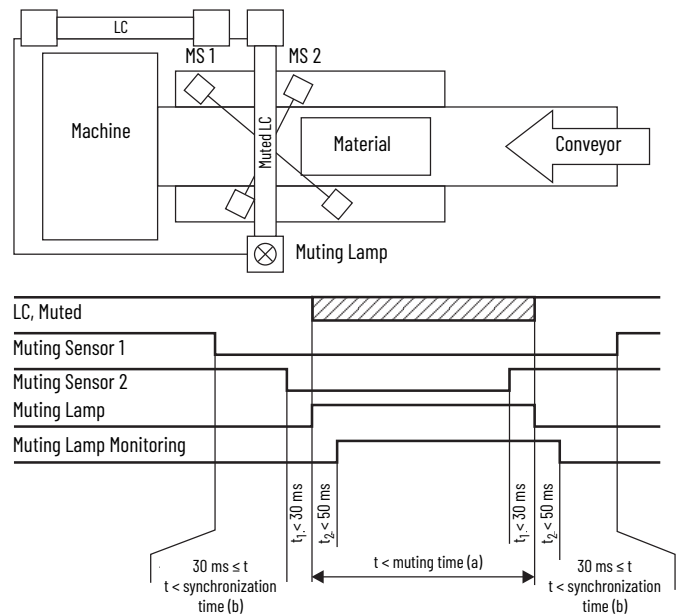 LC
MS 1
MS 2
Machine
Muted LC
Material
Conveyor
Muting Lamp
LC, Muted
Muting Sensor 1
Muting Sensor 2
Muting Lamp
Muting Lamp Monitoring
t1 < 30 ms
t2 < 50 ms
t1 < 30 ms
t2 < 50 ms
30 ms ≤ t
t < synchronization
time (b)
t < muting time (a)
30 ms ≤ t
t < synchronization
time (b)